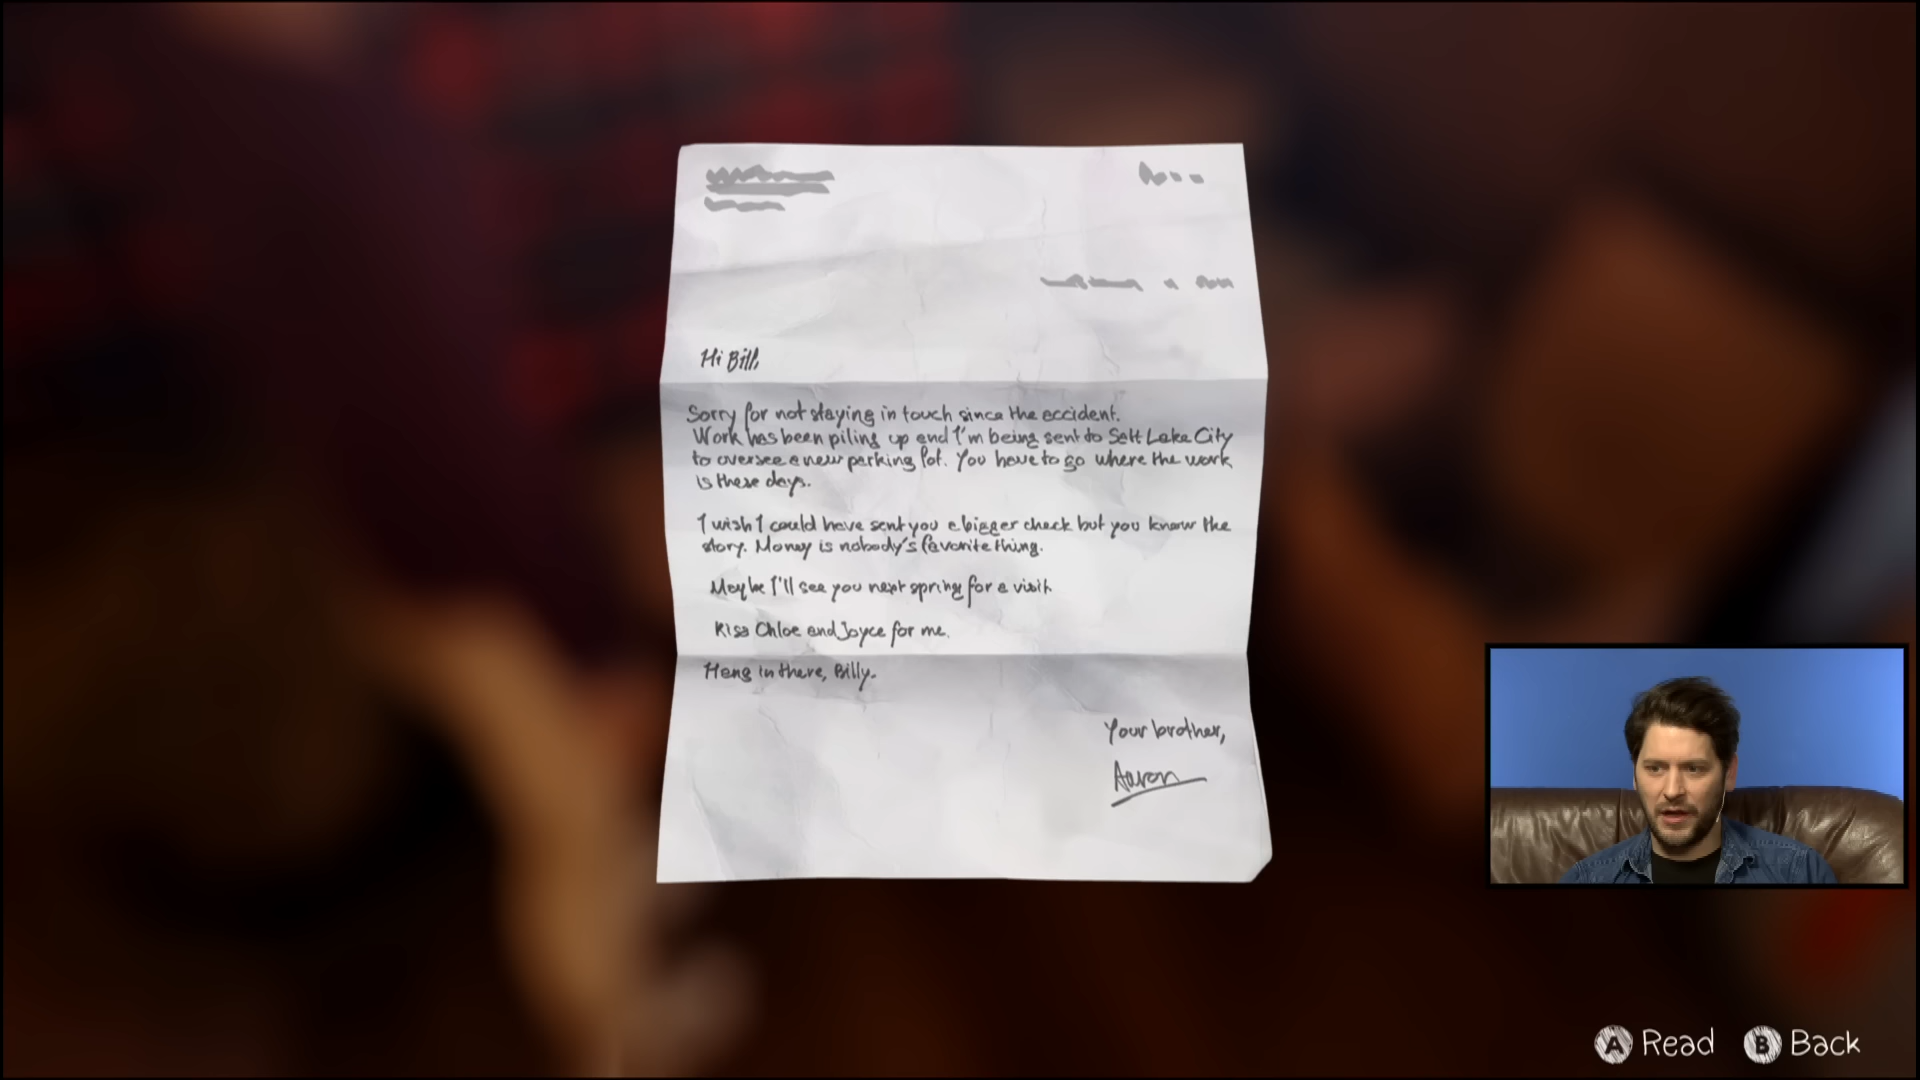 Hi Bill,
Sorry for not staying in touch since the accident.
Work has been piling up and I'm being sent to Salt Lake City
to oversee a new parking lot. You have to go where the work
is these days.
I wish I could have sent you a bigger check but you know the
story. Money is nobody's favorite thing.
Maybe I'll see you next spring for a visit.
Kiss Chloe and Joyce for me.
Hang in there, Billy.
Your brother,
Aaron
A Read B Back